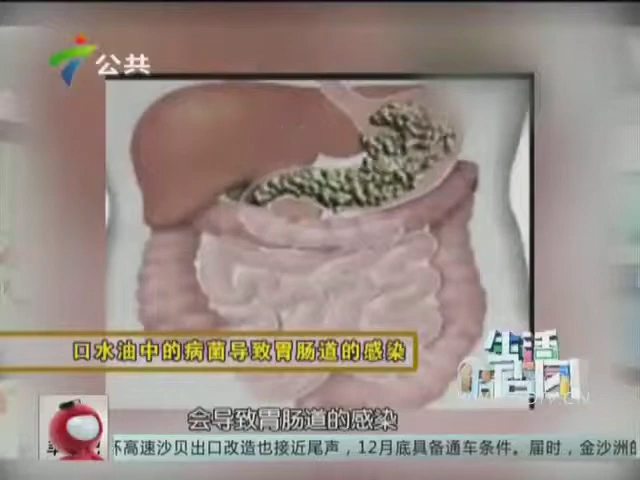 公共
口水油中的病菌导致胃肠道的感染
生活
会导致胃肠道的感染
环高速沙贝出口改造也接近尾声，12月底具备通车条件。届时，金沙洲的